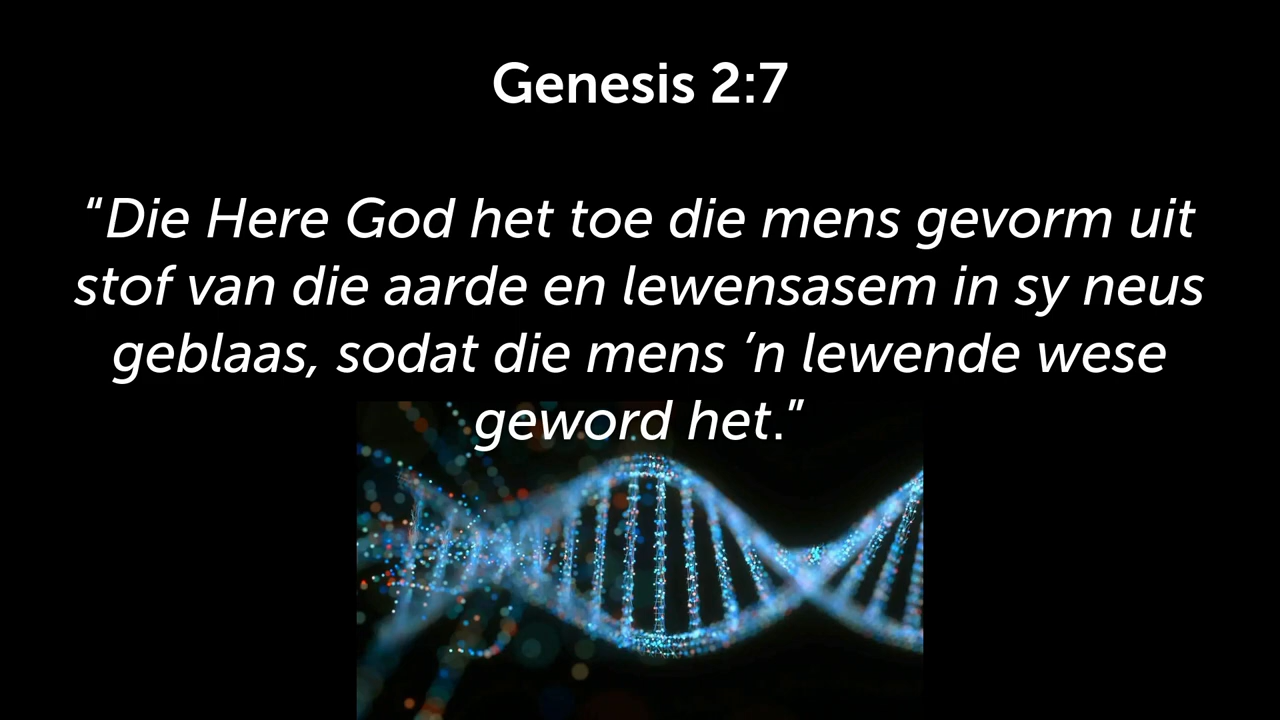 Genesis 2:7
“Die Here God het toe die mens gevorm uit
stof van die aarde en lewensasem in sy neus
geblaas, sodat die mens ’n lewende wese
geword het.”